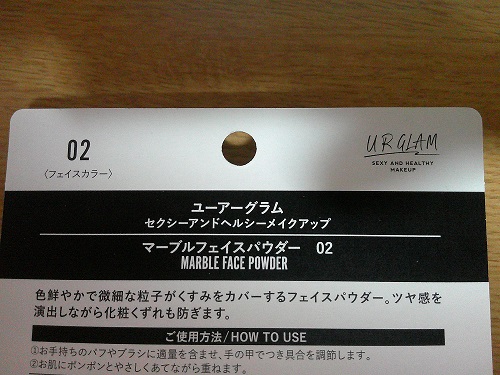 02
〈フェイスカラー〉
URGLAM
SEXY AND HEALTHY
MAKEUP
ユーアーグラム
セクシーアンドヘルシーメイクアップ
マーブルフェイスパウダー 02
MARBLE FACE POWDER
色鮮やかで微細な粒子がくすみをカバーするフェイスパウダー。ツヤ感を
演出しながら化粧くずれも防ぎます。
ご使用方法/HOW TO USE
①お手持ちのパフやブラシに適量を含ませ、手の甲でつき具合を調節します。
②お肌にポンポンとやさしくあてながら重ねます。